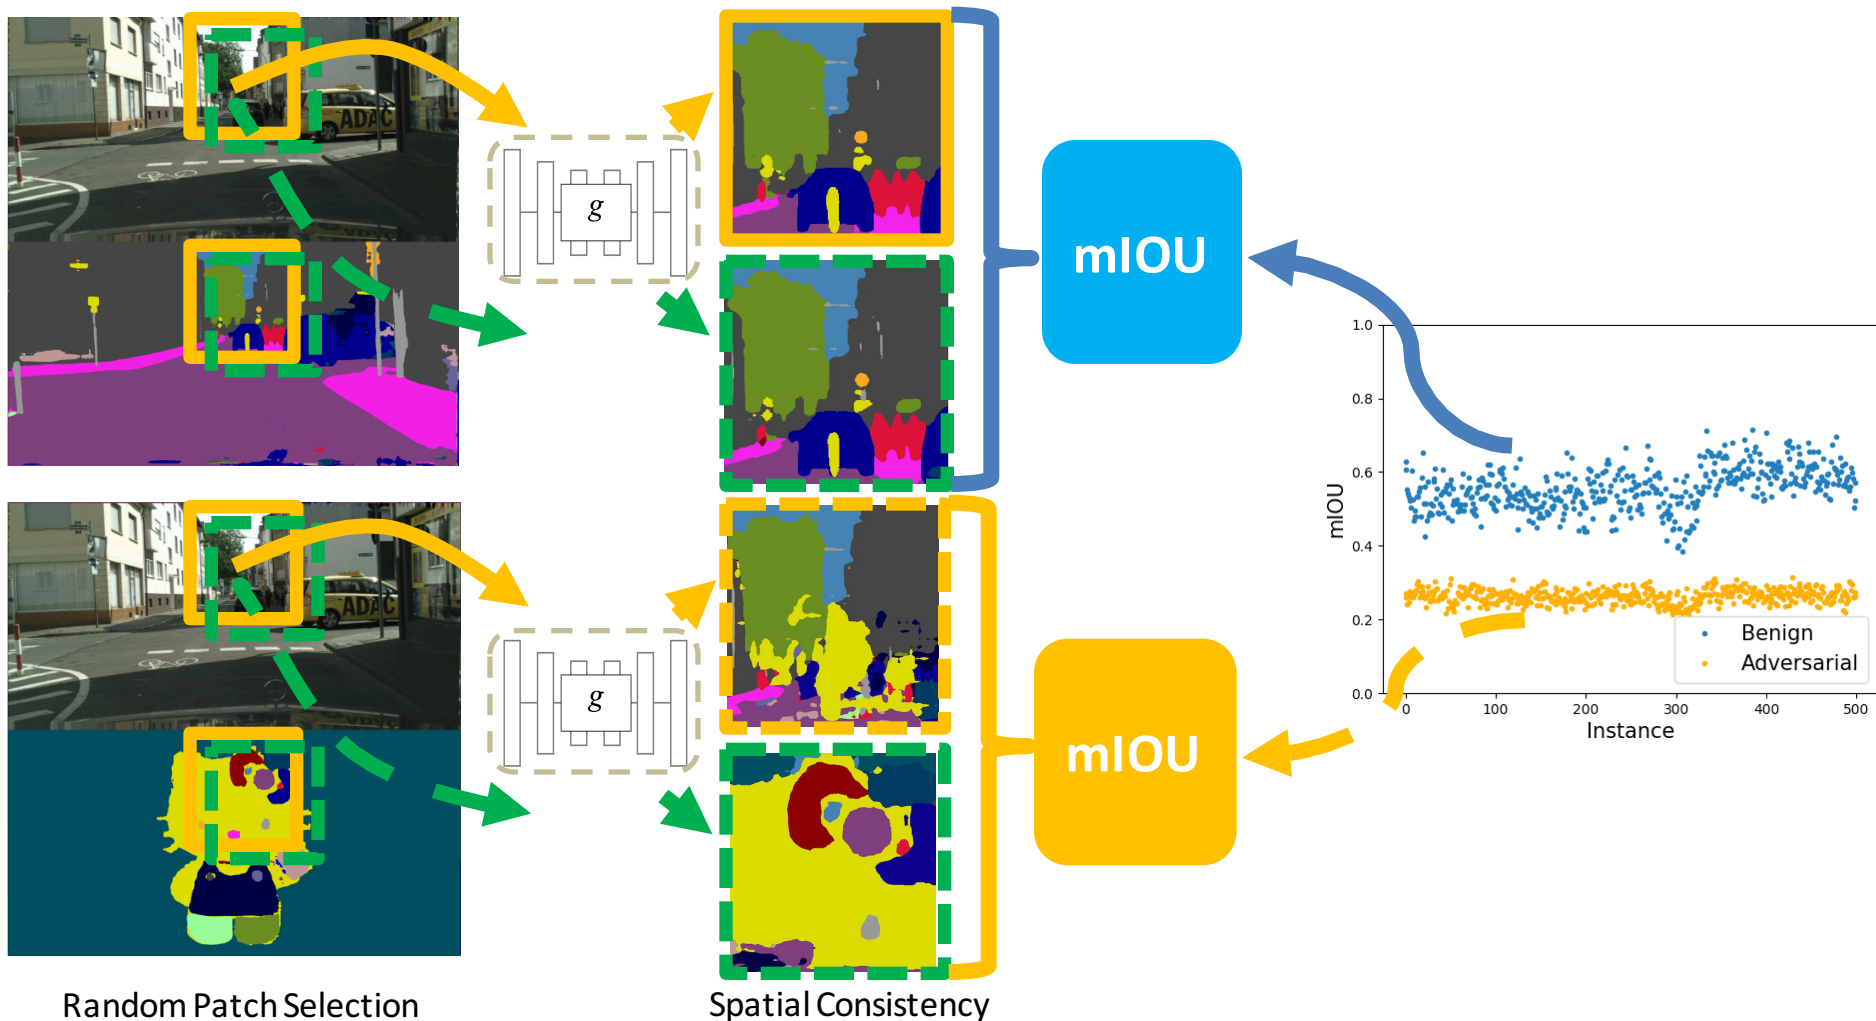 ADAC
g
mIOU
1.0
0.8
0.6
0.4
0.2
0.0
mIOU
Benign
Adversarial
0 100 200 300 400 500
Instance
ADAC
g
mIOU
Random Patch Selection
Spatial Consistency